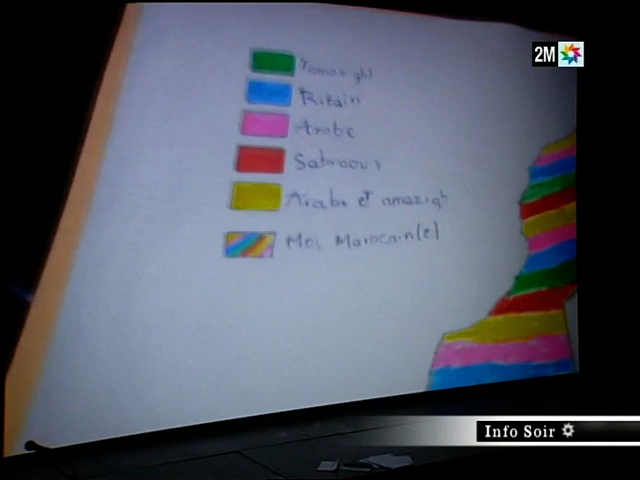 2M
Tamazight
Rifain
Arabe
Sahraoui
Arabe et amazigh
Moi Marocain(e)
Info Soir